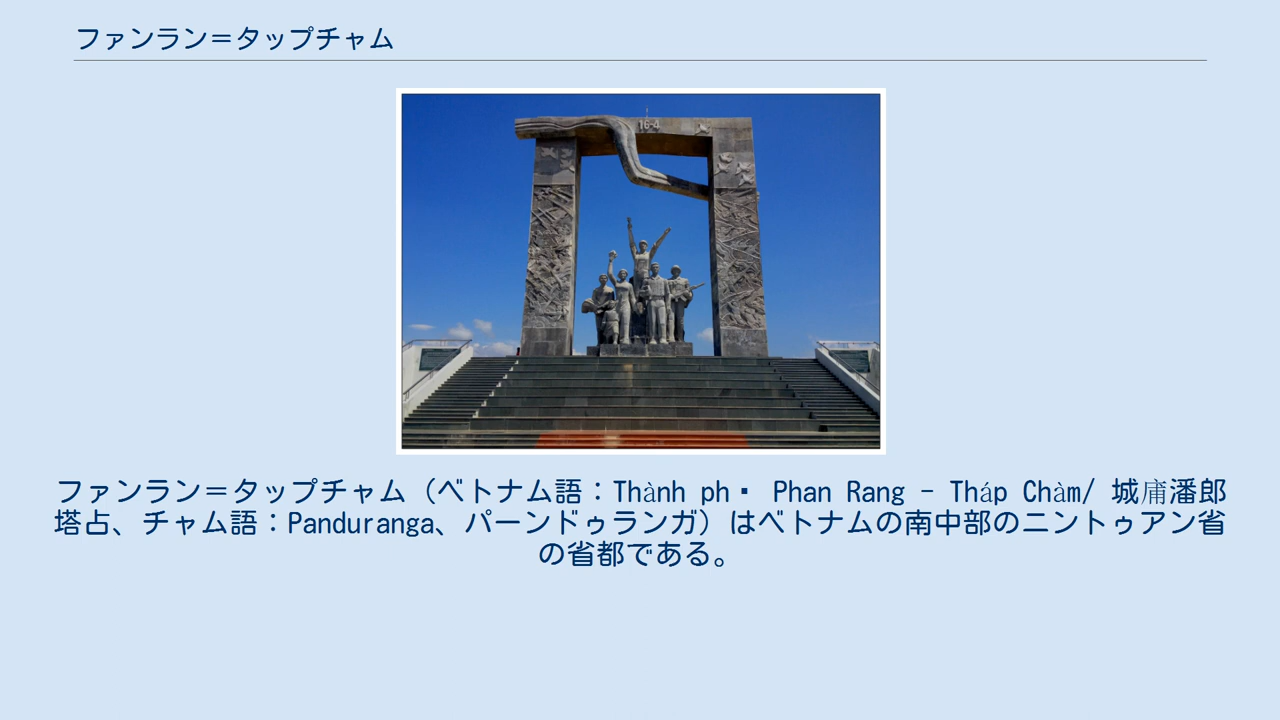 ファンラン＝タップチャム
16-4
ファンラン＝タップチャム（ベトナム語：Thành ph Phan Rang - Tháp Chàm/ 城庯潘郎
塔占、チャム語：Panduranga、パーンドゥランガ）はベトナムの南中部のニントゥアン省
の省都である。